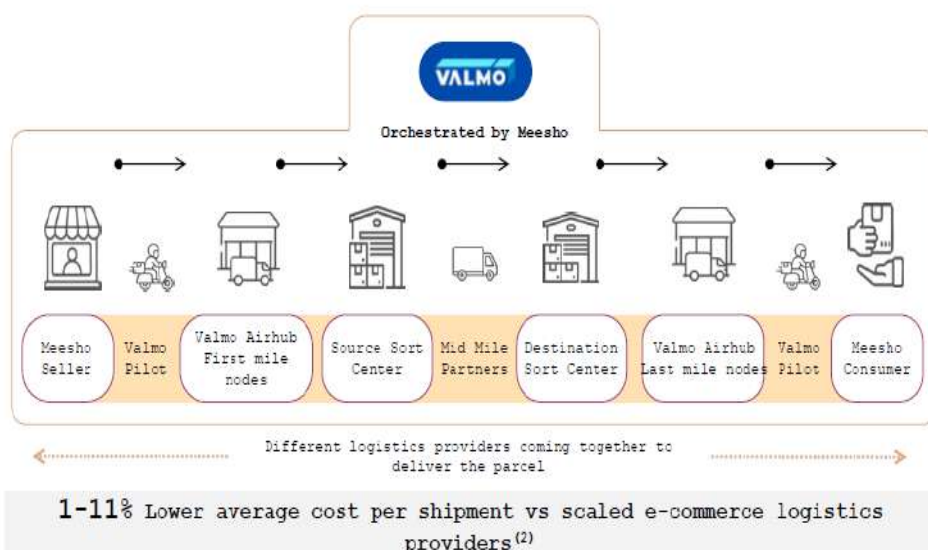 VALMO
Orchestrated by Meesho
Meesho
Seller
Valmo
Pilot
Valmo Airhub
First mile
nodes
Source Sort
Center
Mid Mile
Partners
Destination
Sort Center
Valmo Airhub
Last mile nodes
Valmo
Pilot
Meesho
Consumer
Different logistics providers coming together to
deliver the parcel
1-11% Lower average cost per shipment vs scaled e-commerce logistics
providers(2)